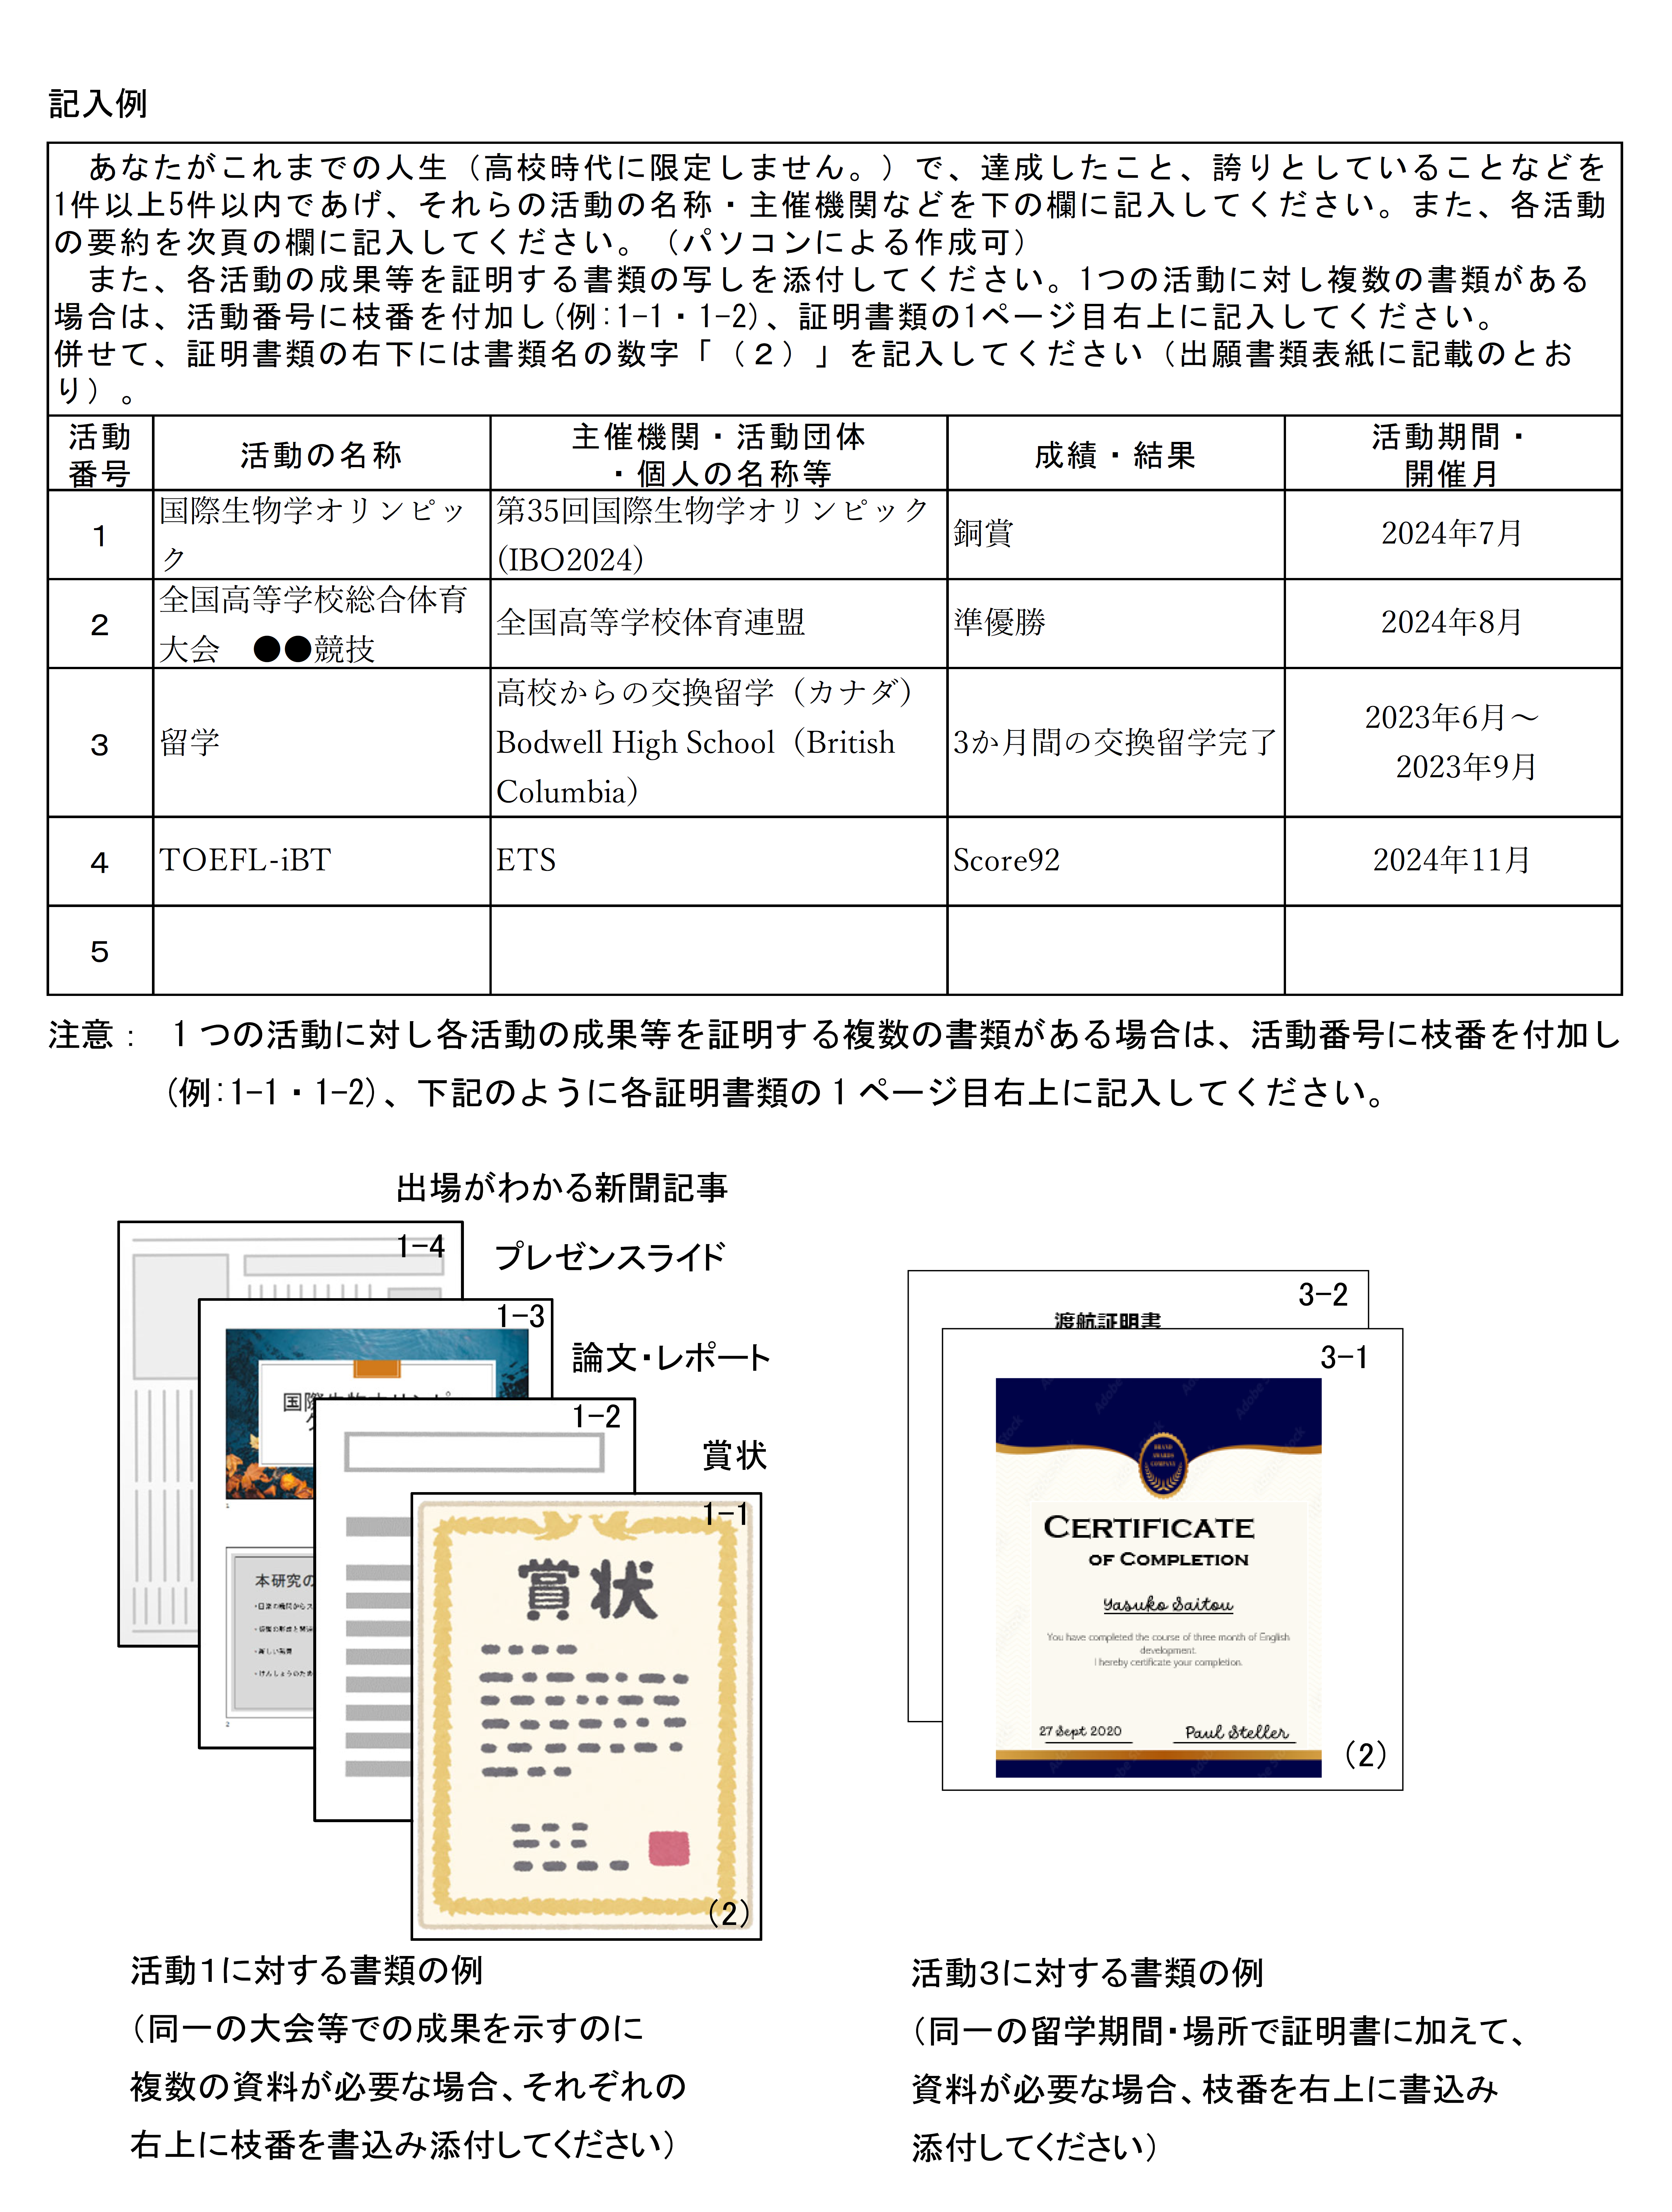 記入例
　あなたがこれまでの人生（高校時代に限定しません。）で、達成したこと、誇りとしていることなどを
1件以上5件以内であげ、それらの活動の名称・主催機関などを下の欄に記入してください。また、各活動
の要約を次頁の欄に記入してください。（パソコンによる作成可）
　また、各活動の成果等を証明する書類の写しを添付してください。1つの活動に対し複数の書類がある
場合は、活動番号に枝番を付加し(例:1-1・1-2)、証明書類の1ページ目右上に記入してください。
併せて、証明書類の右下には書類名の数字「（２）」を記入してください（出願書類表紙に記載のとお
り）。
活動
番号
活動の名称
主催機関・活動団体
・個人の名称等
成績・結果
活動期間・
開催月
1
国際生物学オリンピッ
ク
第35回国際生物学オリンピック
(IBO2024)
銅賞
2024年7月
2
全国高等学校総合体育
大会　●●競技
全国高等学校体育連盟
準優勝
2024年8月
3
留学
高校からの交換留学（カナダ）
Bodwell High School（British
Columbia）
3か月間の交換留学完了
2023年6月～
2023年9月
4
TOEFL-iBT
ETS
Score92
2024年11月
5
注意：　1つの活動に対し各活動の成果等を証明する複数の書類がある場合は、活動番号に枝番を付加し
(例:1-1・1-2)、下記のように各証明書類の1ページ目右上に記入してください。
出場がわかる新聞記事
1-4
プレゼンスライド
1-3
論文・レポート
国際
1-2
賞状
1-1
賞状
本研究の
1
2
(2)
3-2
渡航証明書
3-1
BRAND
AWARDS
COMPANY
CERTIFICATE
OF COMPLETION
Yasuko Saitou
You have completed the course of three month of English
development.
I hereby certificate your completion.
27 Sept 2020
Paul Steller
(2)
活動1に対する書類の例
（同一の大会等での成果を示すのに
複数の資料が必要な場合、それぞれの
右上に枝番を書込み添付してください）
活動3に対する書類の例
（同一の留学期間・場所で証明書に加えて、
資料が必要な場合、枝番を右上に書込み
添付してください）